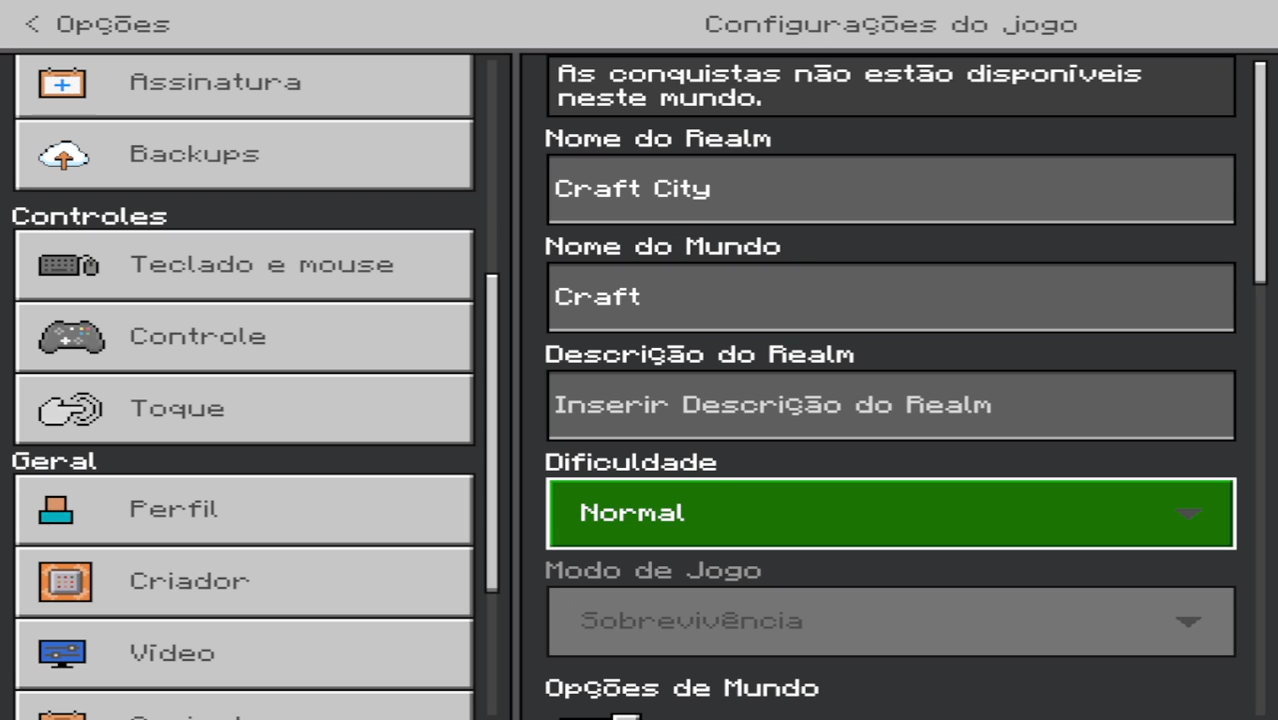 < Opções
Configurações do jogo
Assinatura
Backups
Controles
Teclado e mouse
Controle
Toque
Geral
Perfil
Criador
Vídeo
As conquistas não estão disponíveis
neste mundo.
Nome do Realm
Craft City
Nome do Mundo
Craft
Descrição do Realm
Inserir Descrição do Realm
Dificuldade
Normal
Modo de Jogo
Sobrevivência
Opções de Mundo